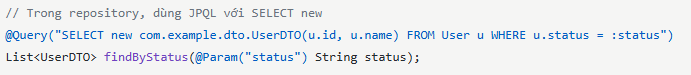 // Trong repository, dùng JPQL với SELECT new
@Query("SELECT new com.example.dto.UserDTO(u.id, u.name) FROM User u WHERE u.status = :status")
List<UserDTO> findByStatus(@Param("status") String status);